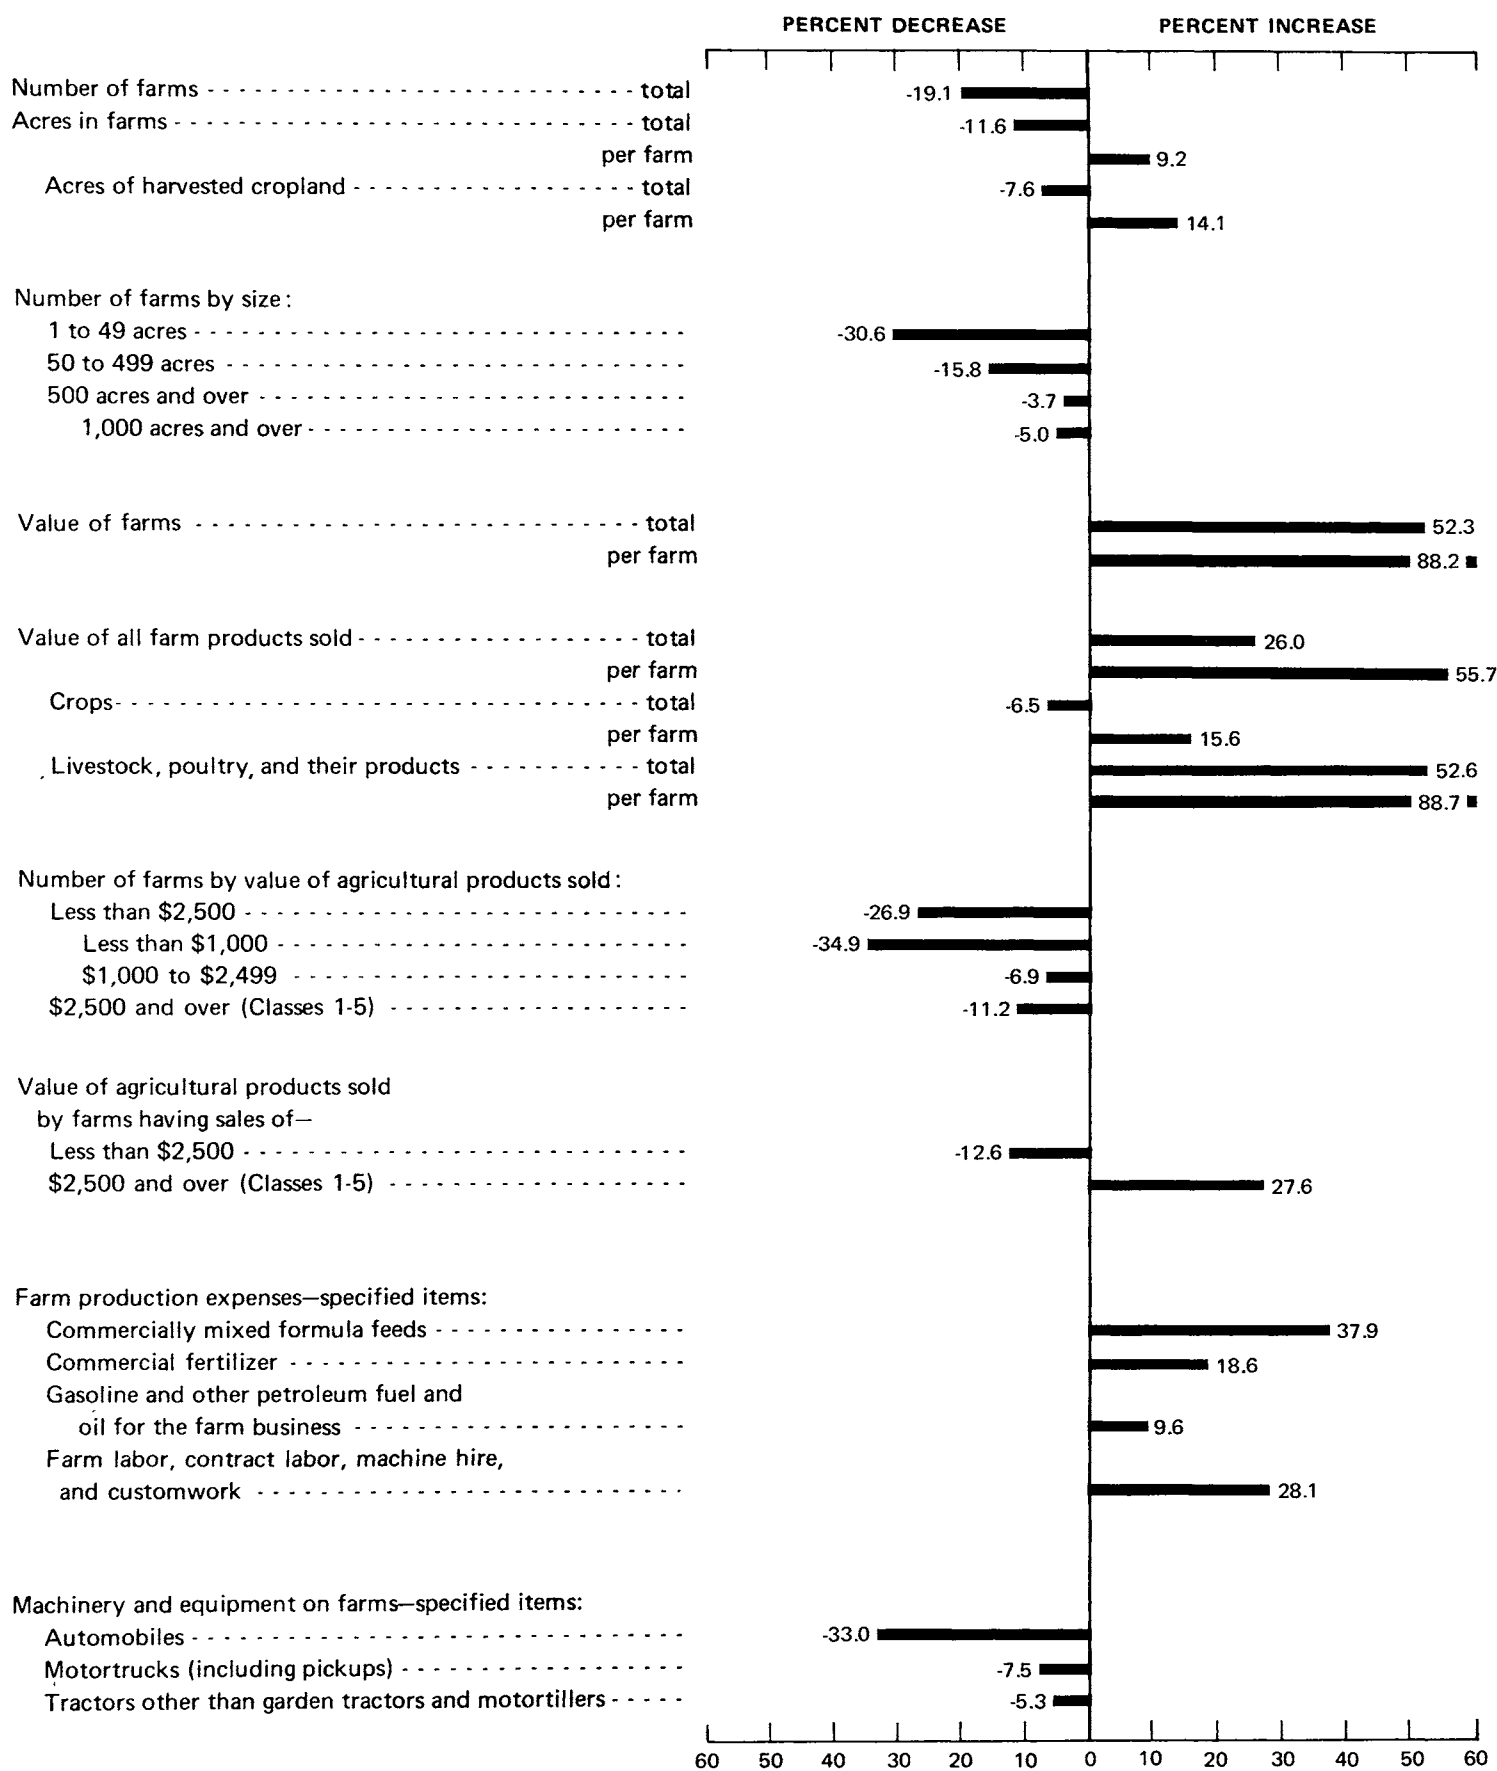 PERCENT DECREASE PERCENT INCREASE
Number of farms - - - - - - - - - - - - - - - - - - - - - - - - - - - total -19.1
Acres in farms - - - - - - - - - - - - - - - - - - - - - - - - - - - - - total -11.6
per farm 9.2
Acres of harvested cropland - - - - - - - - - - - - - - - - - - total -7.6
per farm 14.1
Number of farms by size:
1 to 49 acres - - - - - - - - - - - - - - - - - - - - - - - - - - - - - - - -30.6
50 to 499 acres - - - - - - - - - - - - - - - - - - - - - - - - - - - - - -15.8
500 acres and over - - - - - - - - - - - - - - - - - - - - - - - - - - - -3.7
1,000 acres and over - - - - - - - - - - - - - - - - - - - - - - - - -5.0
Value of farms - - - - - - - - - - - - - - - - - - - - - - - - - - - - total 52.3
per farm 88.2
Value of all farm products sold - - - - - - - - - - - - - - - - - - total 26.0
per farm 55.7
Crops - - - - - - - - - - - - - - - - - - - - - - - - - - - - - - - - - total -6.5
per farm 15.6
Livestock, poultry, and their products - - - - - - - - - - - total 52.6
per farm 88.7
Number of farms by value of agricultural products sold:
Less than $2,500 - - - - - - - - - - - - - - - - - - - - - - - - - - - - -26.9
Less than $1,000 - - - - - - - - - - - - - - - - - - - - - - - - - - -34.9
$1,000 to $2,499 - - - - - - - - - - - - - - - - - - - - - - - - - -6.9
$2,500 and over (Classes 1-5) - - - - - - - - - - - - - - - - - - - -11.2
Value of agricultural products sold
by farms having sales of—
Less than $2,500 - - - - - - - - - - - - - - - - - - - - - - - - - - - - -12.6
$2,500 and over (Classes 1-5) - - - - - - - - - - - - - - - - - - - 27.6
Farm production expenses—specified items:
Commercially mixed formula feeds - - - - - - - - - - - - - - - - 37.9
Commercial fertilizer - - - - - - - - - - - - - - - - - - - - - - - - - 18.6
Gasoline and other petroleum fuel and
oil for the farm business - - - - - - - - - - - - - - - - - - - - - 9.6
Farm labor, contract labor, machine hire,
and customwork - - - - - - - - - - - - - - - - - - - - - - - - - - - 28.1
Machinery and equipment on farms—specified items:
Automobiles - - - - - - - - - - - - - - - - - - - - - - - - - - - - - - - -33.0
Motortrucks (including pickups) - - - - - - - - - - - - - - - - - - -7.5
Tractors other than garden tractors and motortillers - - - - - -5.3
60 50 40 30 20 10 0 10 20 30 40 50 60